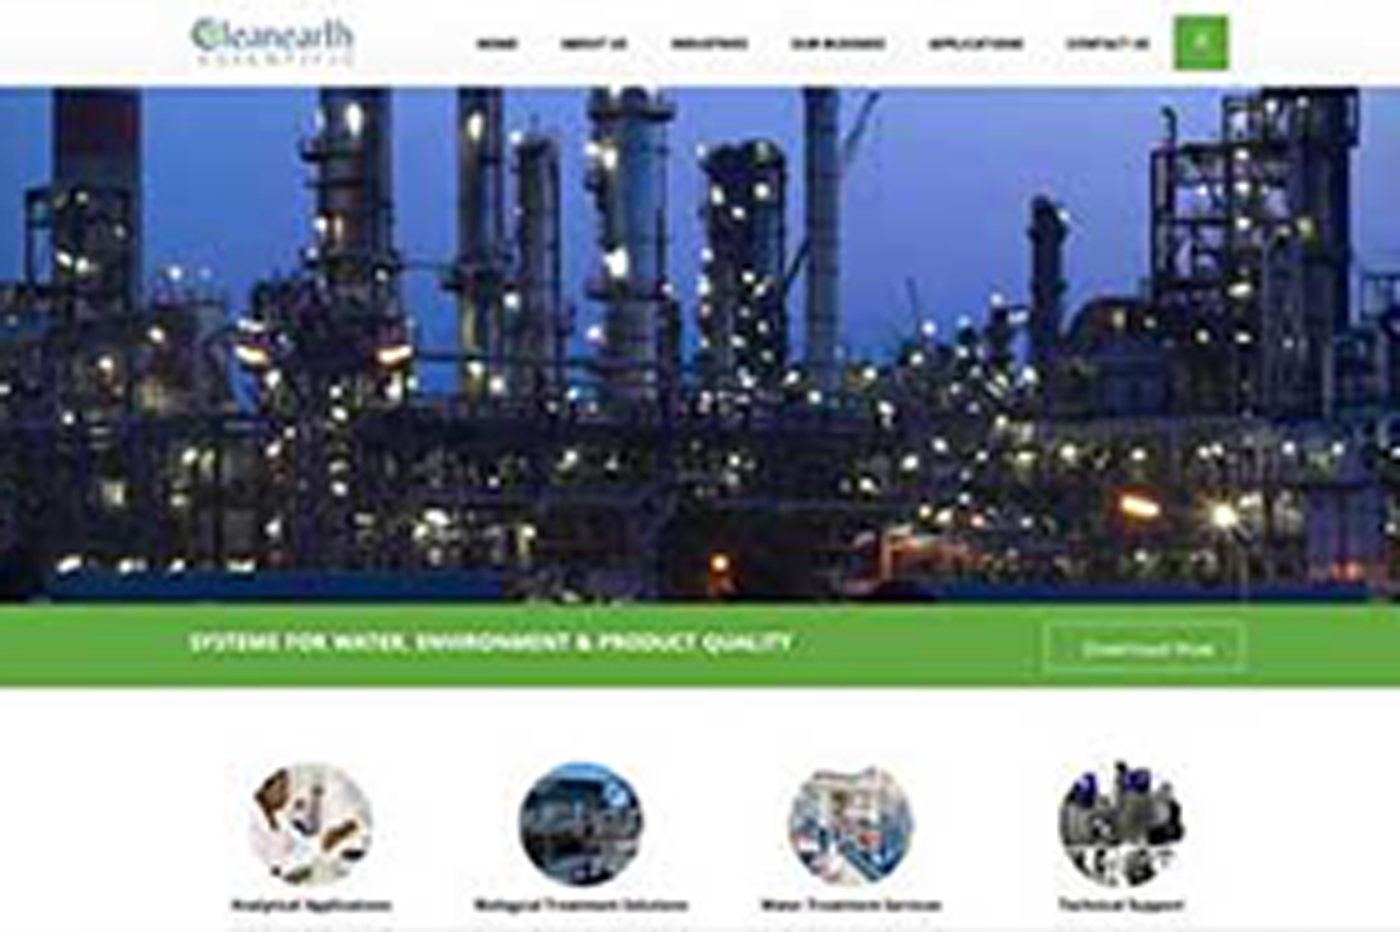 Cleanearth
SCIENTIFIC
HOME ABOUT US INDUSTRIES OUR BUSINESS APPLICATIONS CONTACT US
SYSTEMS FOR WATER, ENVIRONMENT & PRODUCT QUALITY
Download Now
Analytical Applications Biological Treatment Solutions Water Treatment Services Technical Support